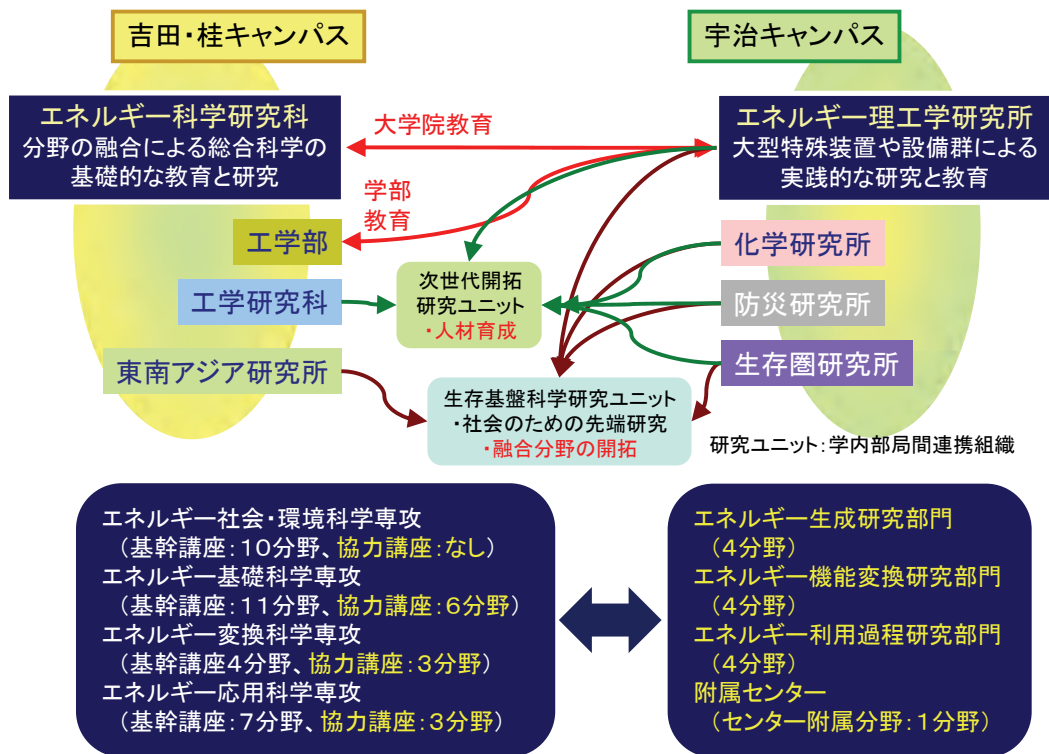 吉田・桂キャンパス
宇治キャンパス
エネルギー科学研究科
分野の融合による総合科学の
基礎的な教育と研究
大学院教育
エネルギー理工学研究所
大型特殊装置や設備群による
実践的な研究と教育
学部
教育
工学部
工学研究科
東南アジア研究所
次世代開拓
研究ユニット
・人材育成
化学研究所
防災研究所
生存圏研究所
生存基盤科学研究ユニット
・社会のための先端研究
・融合分野の開拓
研究ユニット：学内部局間連携組織
エネルギー社会・環境科学専攻
（基幹講座：１０分野、協力講座：なし）
エネルギー基礎科学専攻
（基幹講座：１１分野、協力講座：６分野）
エネルギー変換科学専攻
（基幹講座４分野、協力講座：３分野）
エネルギー応用科学専攻
（基幹講座：７分野、協力講座：３分野）
エネルギー生成研究部門
（４分野）
エネルギー機能変換研究部門
（４分野）
エネルギー利用過程研究部門
（４分野）
附属センター
（センター附属分野：１分野）